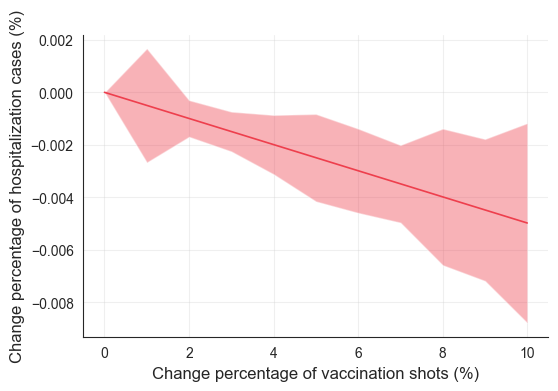 Change percentage of hospitalization cases (%)
0.002
0.000
−0.002
−0.004
−0.006
−0.008
0 2 4 6 8 10
Change percentage of vaccination shots (%)